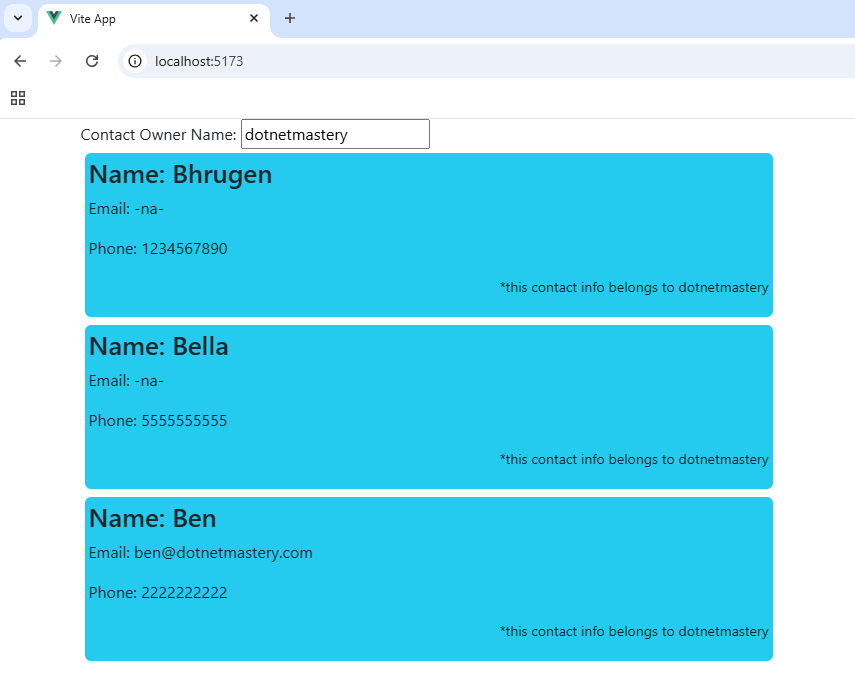 Vite App
localhost:5173
Contact Owner Name: dotnetmastery
Name: Bhrugen
Email: -na-
Phone: 1234567890
*this contact info belongs to dotnetmastery
Name: Bella
Email: -na-
Phone: 5555555555
*this contact info belongs to dotnetmastery
Name: Ben
Email: ben@dotnetmastery.com
Phone: 2222222222
*this contact info belongs to dotnetmastery